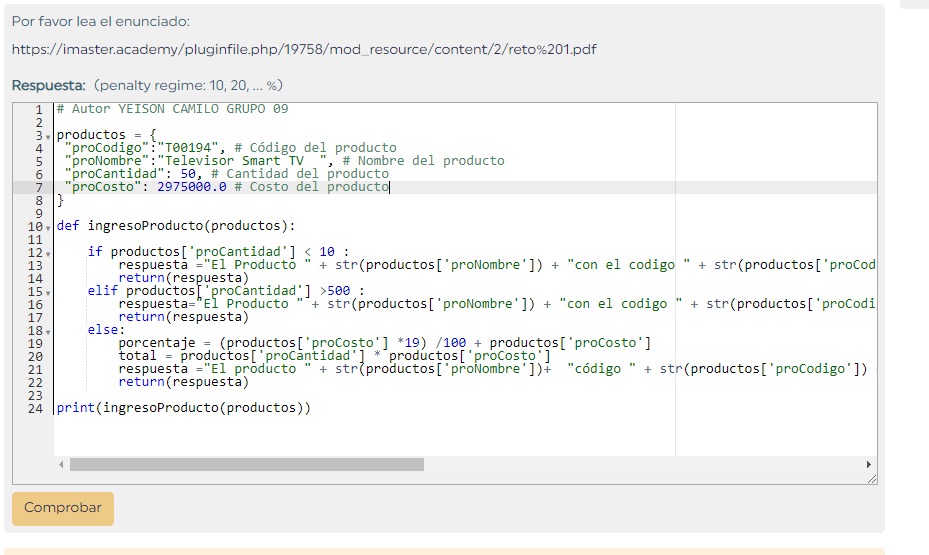 Por favor lea el enunciado:
https://imaster.academy/pluginfile.php/19758/mod_resource/content/2/reto%201.pdf
Respuesta: (penalty regime: 10, 20, ... %)
1 # Autor YEISON CAMILO GRUPO 09
2
3 productos = {
4 "proCodigo":"T00194", # Código del producto
5 "proNombre":"Televisor Smart TV  ", # Nombre del producto
6 "proCantidad": 50, # Cantidad del producto
7 "proCosto": 2975000.0 # Costo del producto
8 }
9
10 def ingresoProducto(productos):
11
12 if productos['proCantidad'] < 10 :
13 respuesta ="El Producto " + str(productos['proNombre']) + "con el codigo " + str(productos['proCod
14 return(respuesta)
15 elif productos['proCantidad'] >500 :
16 respuesta="El Producto " + str(productos['proNombre']) + "con el codigo " + str(productos['proCodi
17 return(respuesta)
18 else:
19 porcentaje = (productos['proCosto'] *19) /100 + productos['proCosto']
20 total = productos['proCantidad'] * productos['proCosto']
21 respuesta ="El producto " + str(productos['proNombre'])+  "código " + str(productos['proCodigo'])
22 return(respuesta)
23
24 print(ingresoProducto(productos))
Comprobar